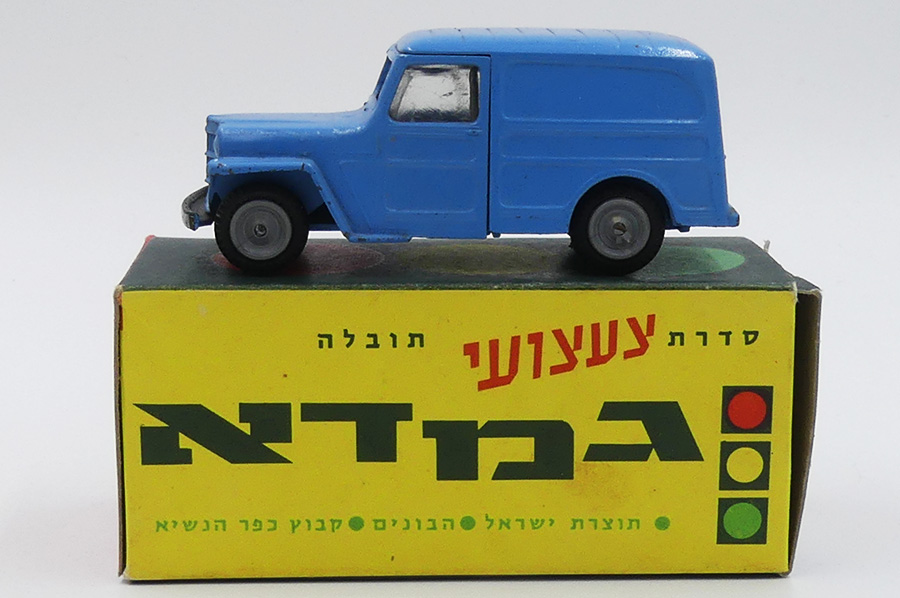 סדרת צעצועי תובלה
גמדא
● תוצרת ישראל ● הבונים ● קבוץ כפר הנשיא